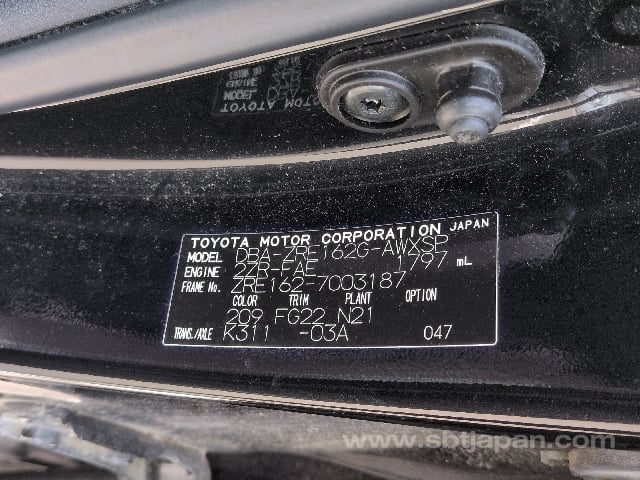 TOYOTA MOTOR CORPORATION JAPAN
MODEL DBA-ZRE162G-AWXSP
ENGINE 2ZR-FAE 1797 mL
FRAME No. ZRE162-7003187
COLOR TRIM PLANT OPTION
209 FG22 N21
TRANS./AXLE K311 -03A 047
www.sbtjapan.com